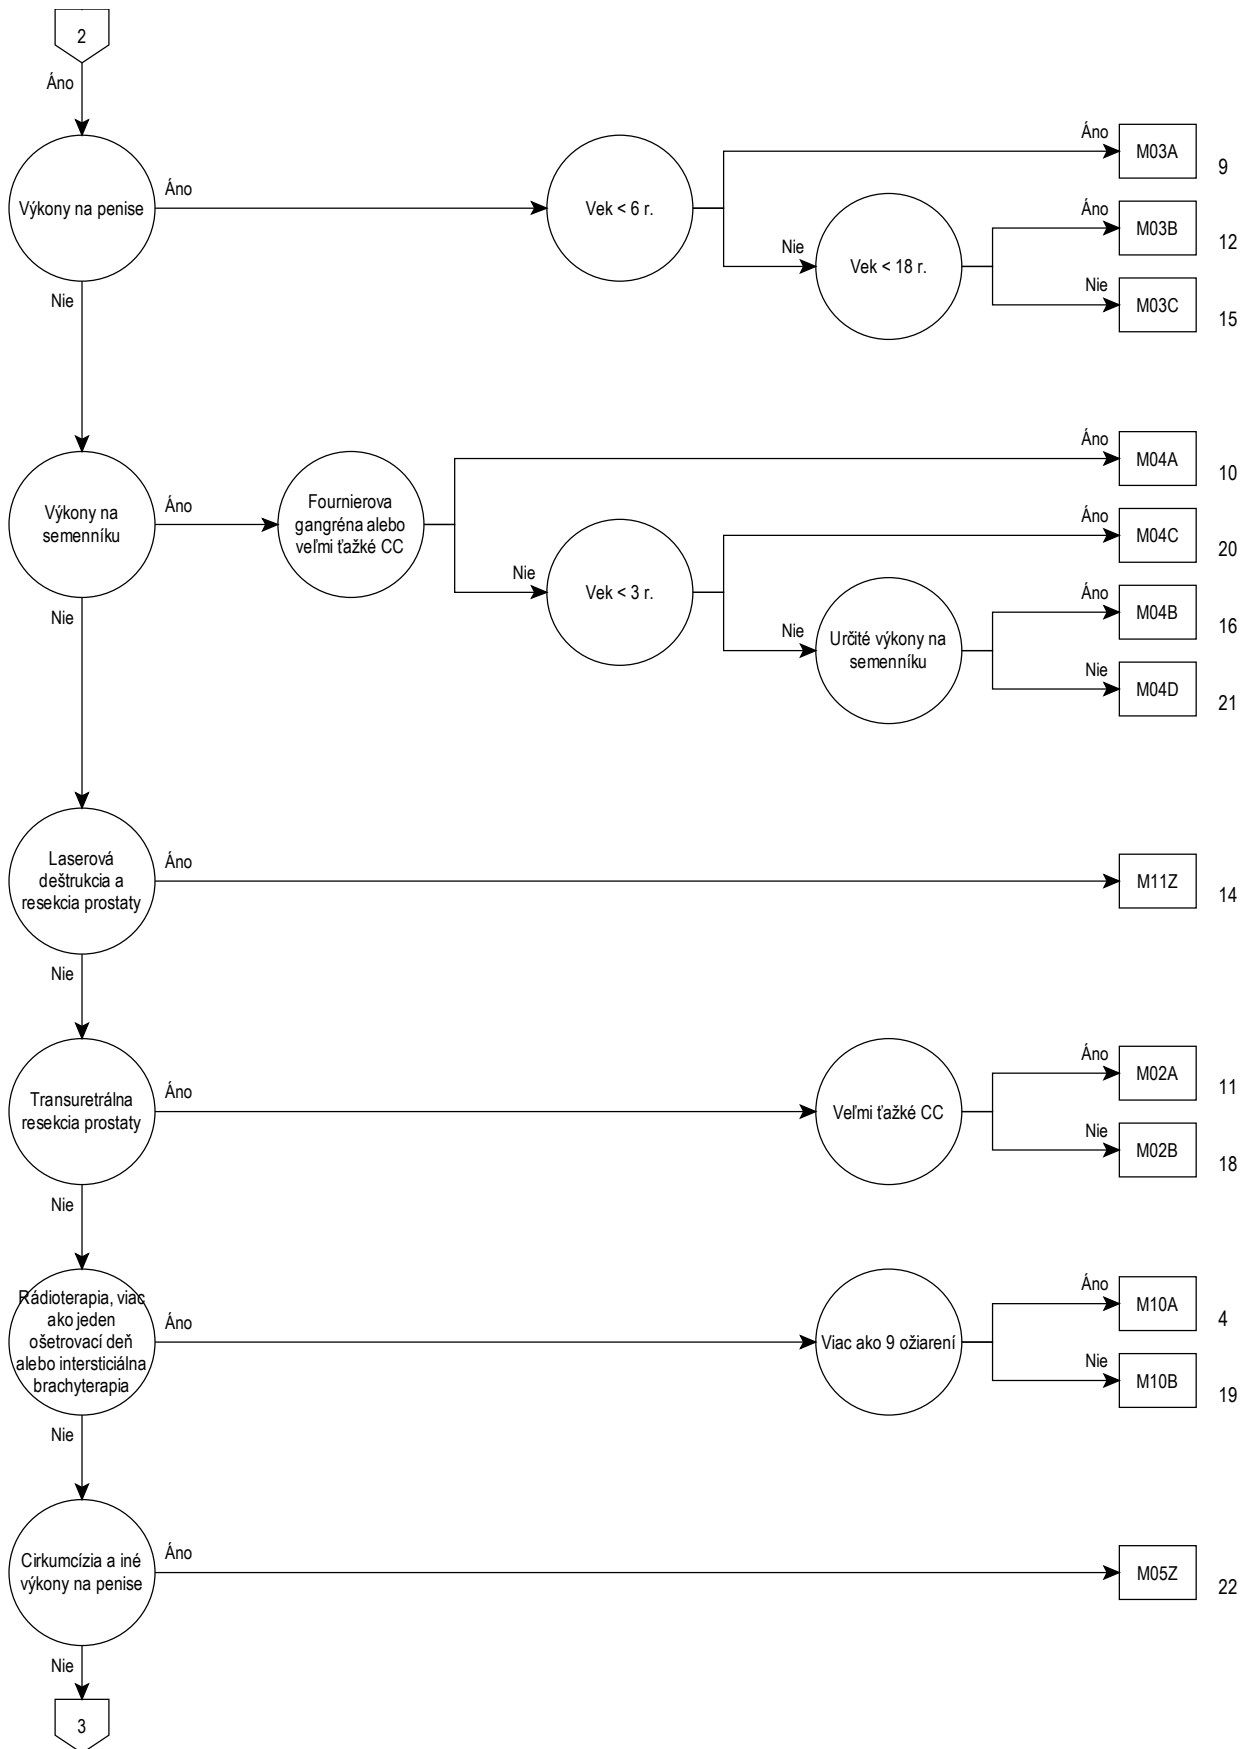 2
Áno
Výkony na penise
Áno
Vek < 6 r.
Áno
M03A
9
Nie
Vek < 18 r.
Áno
M03B
12
Nie
M03C
15
Nie
Výkony na
semenníku
Áno
Fournierova
gangréna alebo
veľmi ťažké CC
Áno
M04A
10
Nie
Vek < 3 r.
Áno
M04C
20
Nie
Určité výkony na
semenníku
Áno
M04B
16
Nie
M04D
21
Nie
Laserová
deštrukcia a
resekcia prostaty
Áno
M11Z
14
Nie
Transuretrálna
resekcia prostaty
Áno
Veľmi ťažké CC
Áno
M02A
11
Nie
M02B
18
Nie
Rádioterapia, viac
ako jeden
ošetrovací deň
alebo intersticiálna
brachyterapia
Áno
Viac ako 9 ožiarení
Áno
M10A
4
Nie
M10B
19
Nie
Cirkumcízia a iné
výkony na penise
Áno
M05Z
22
Nie
3